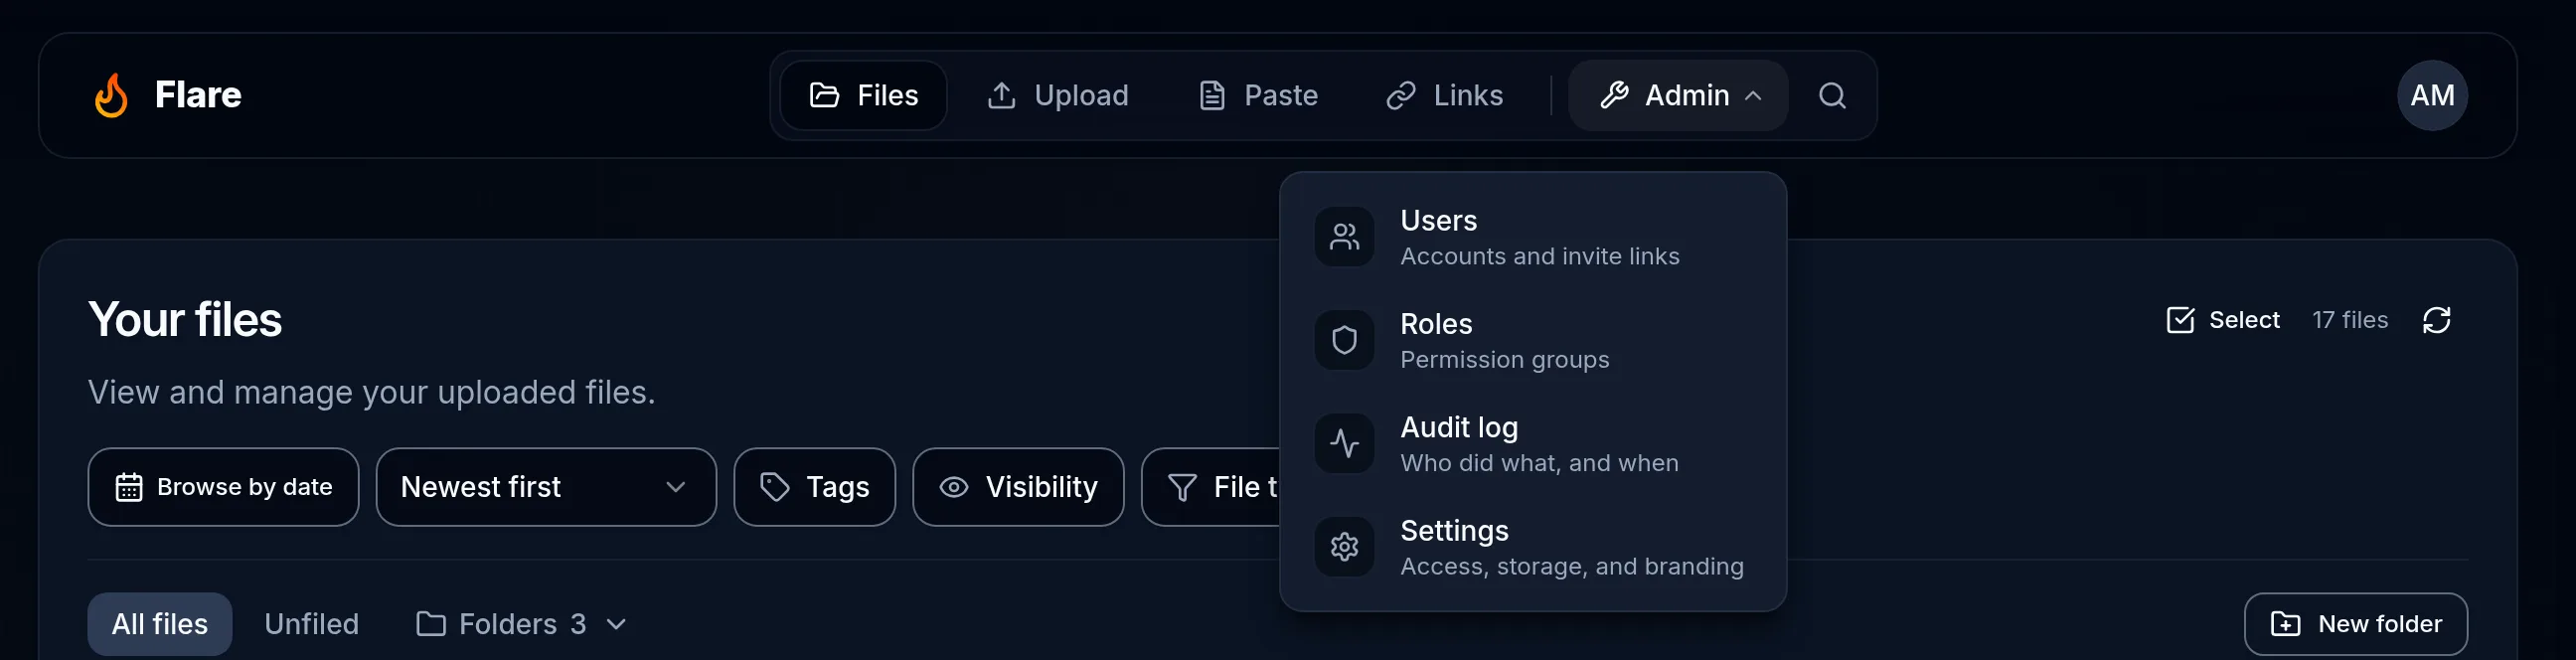 Flare
Files
Upload
Paste
Links
Admin
AM
Users
Accounts and invite links
Roles
Permission groups
Audit log
Who did what, and when
Settings
Access, storage, and branding
Your files
View and manage your uploaded files.
Select
17 files
Browse by date
Newest first
Tags
Visibility
File t
All files
Unfiled
Folders 3
New folder